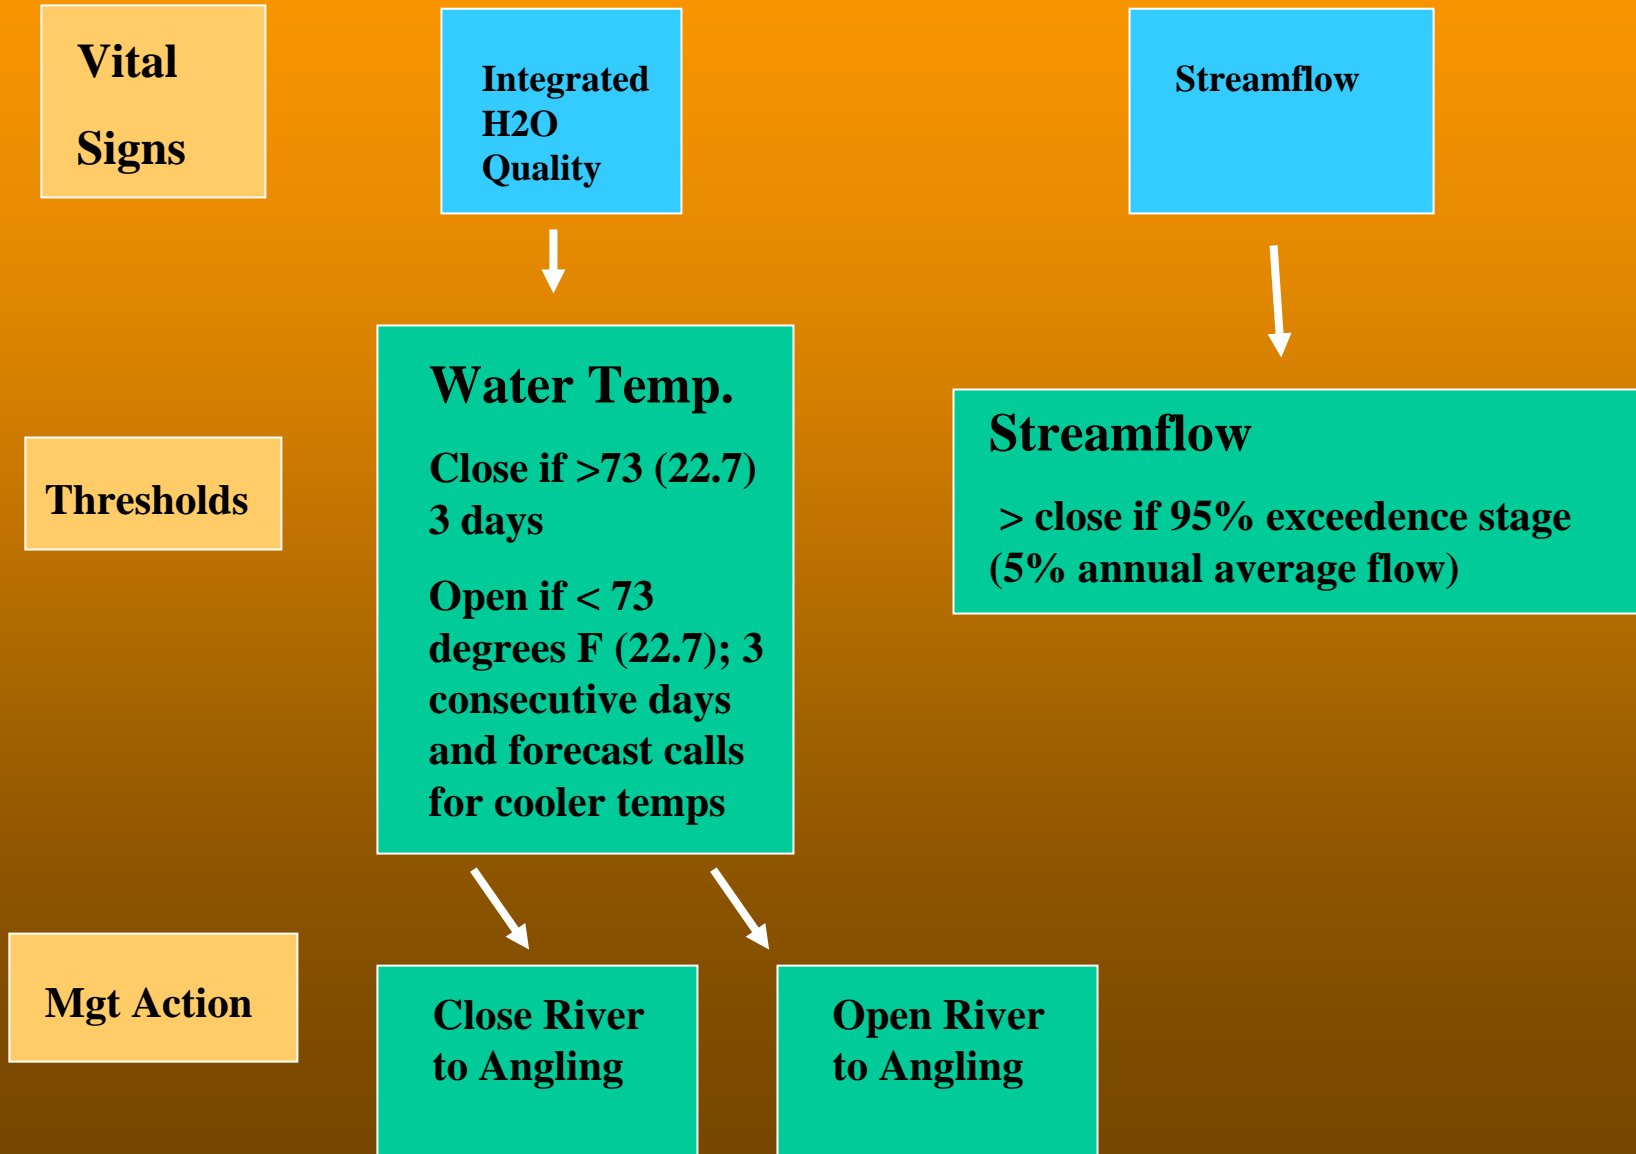 Vital
Signs
Integrated
H2O
Quality
Streamflow
Thresholds
Water Temp.
Close if >73 (22.7)
3 days
Open if < 73
degrees F (22.7); 3
consecutive days
and forecast calls
for cooler temps
Streamflow
> close if 95% exceedence stage
(5% annual average flow)
Mgt Action
Close River
to Angling
Open River
to Angling